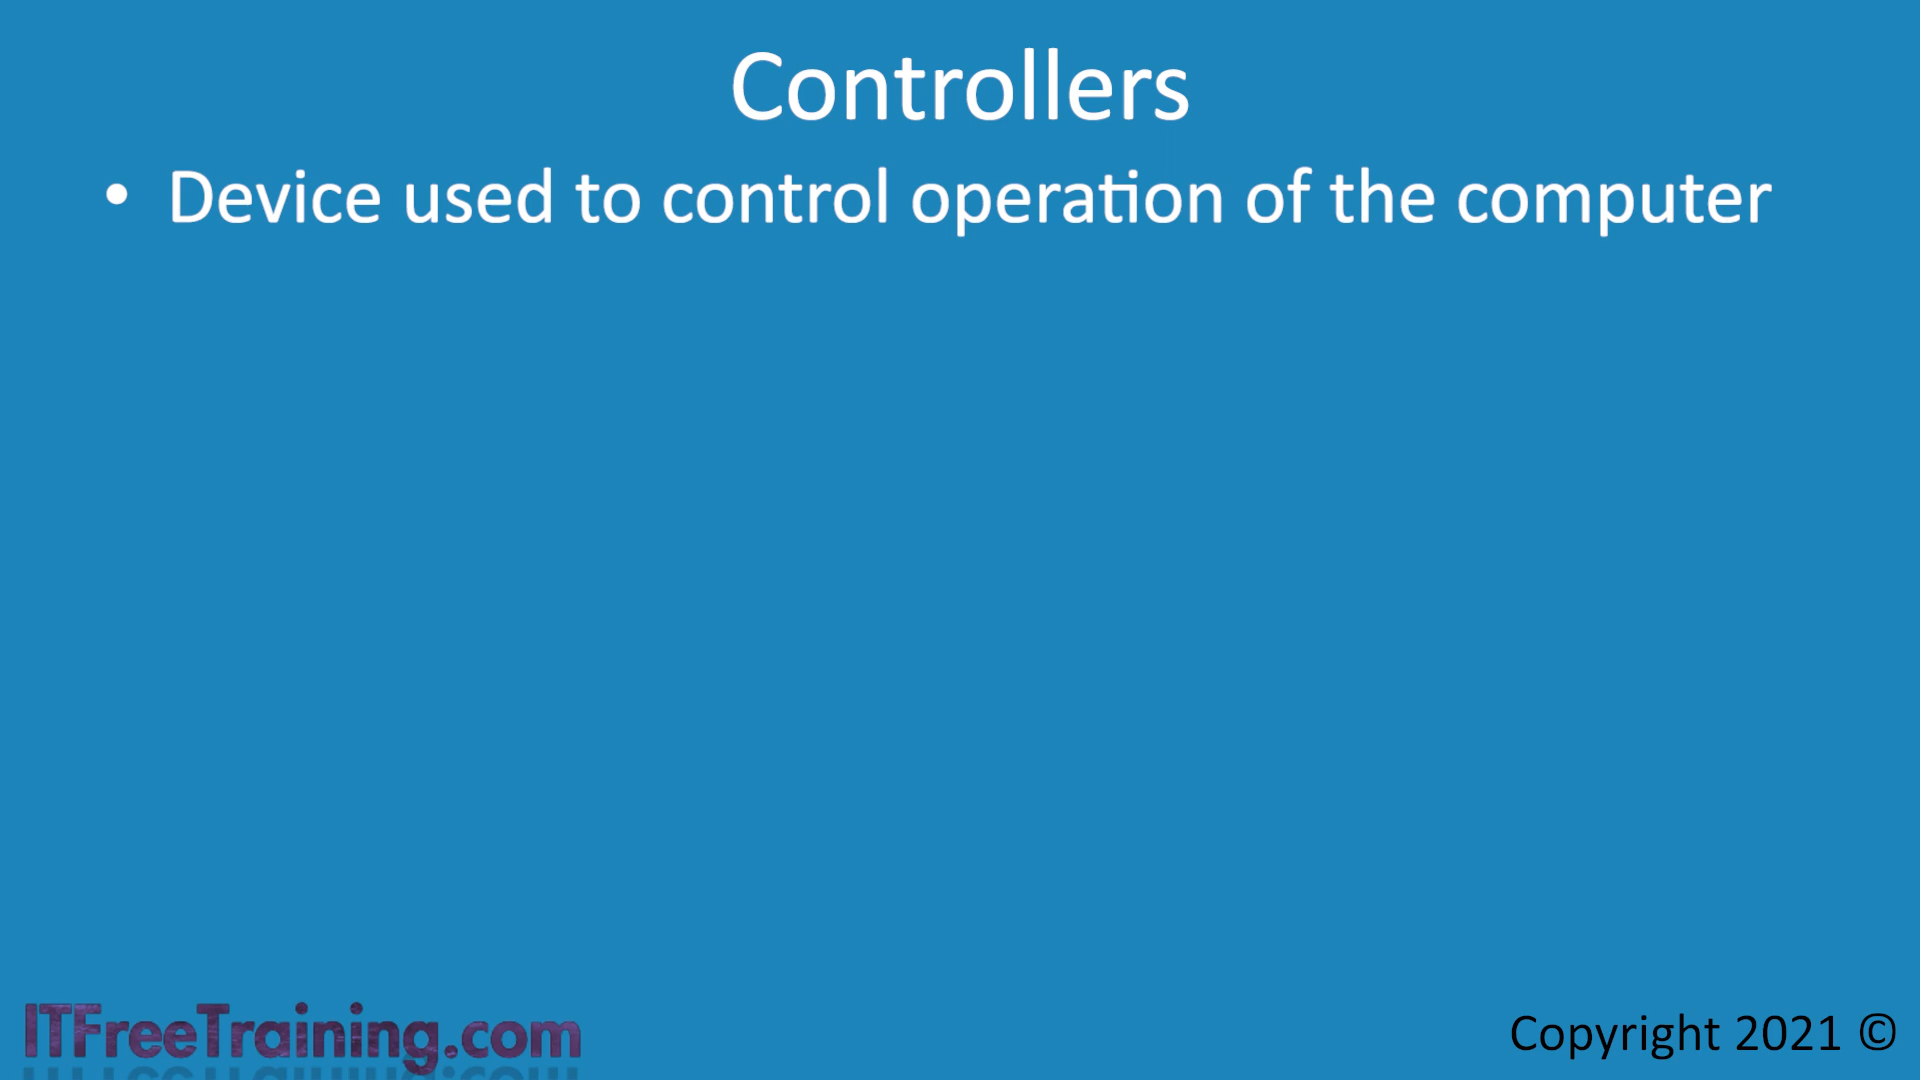 Controllers
• Device used to control operation of the computer
ITFreeTraining.com
Copyright 2021 ©